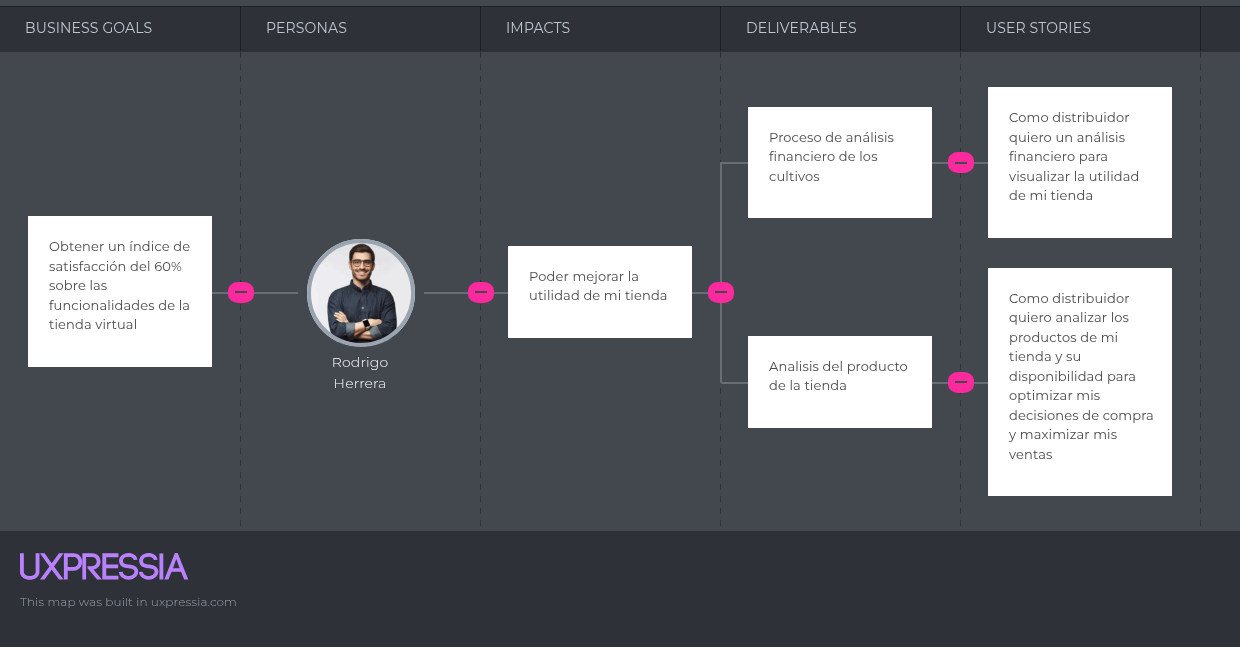 BUSINESS GOALS
PERSONAS
IMPACTS
DELIVERABLES
USER STORIES
Obtener un índice de
satisfacción del 60%
sobre las
funcionalidades de la
tienda virtual
Rodrigo
Herrera
Poder mejorar la
utilidad de mi tienda
Proceso de análisis
financiero de los
cultivos
Como distribuidor
quiero un análisis
financiero para
visualizar la utilidad
de mi tienda
Analisis del producto
de la tienda
Como distribuidor
quiero analizar los
productos de mi
tienda y su
disponibilidad para
optimizar mis
decisiones de compra
y maximizar mis
ventas
UXPRESSIA
This map was built in uxpressia.com